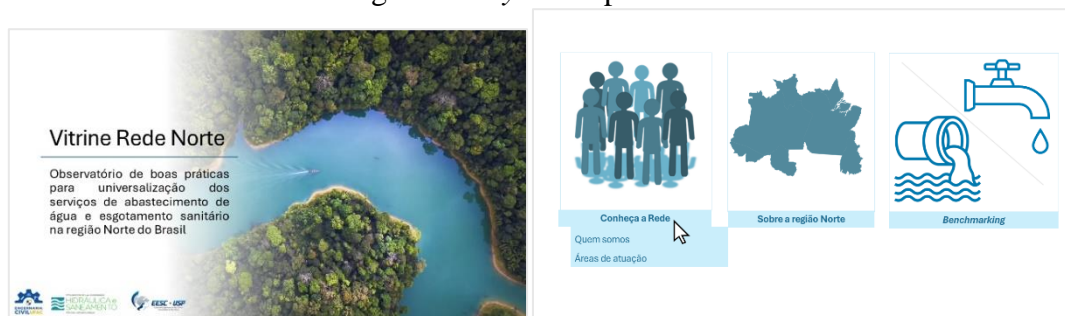 Vitrine Rede Norte
Observatório de boas práticas
para universalização dos
serviços de abastecimento de
água e esgotamento sanitário
na região Norte do Brasil
HIDRÁULICA e
SANEAMENTO
EESC · USP
Conheça a Rede
Quem somos
Áreas de atuação
Sobre a região Norte
Benchmarking